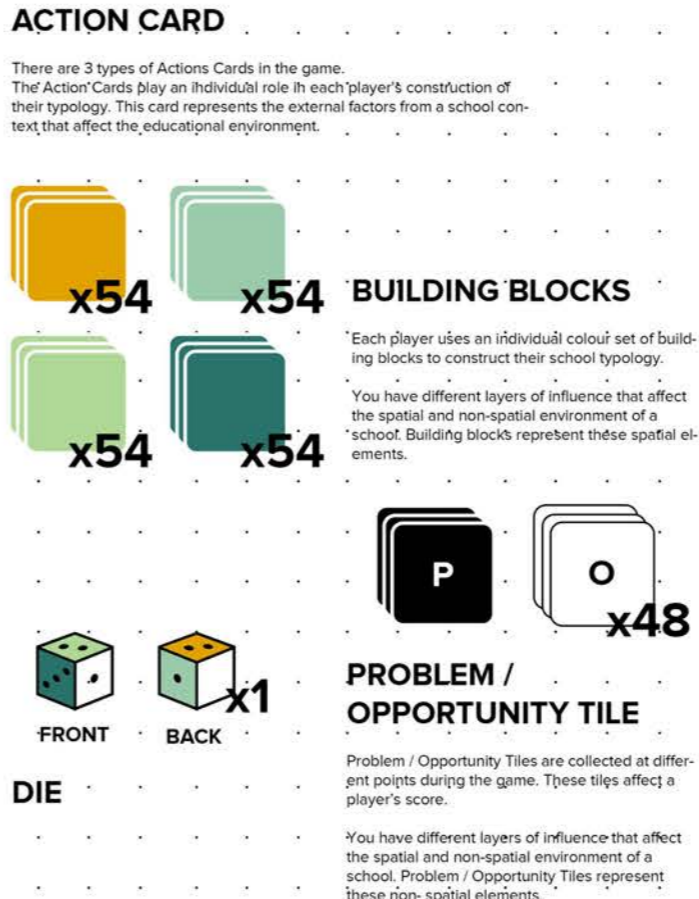 ACTION CARD
There are 3 types of Actions Cards in the game.
The Action Cards play an individual role in each player's construction of
their typology. This card represents the external factors from a school con-
text that affect the educational environment.
x54
x54
x54
x54
BUILDING BLOCKS
Each player uses an individual colour set of build-
ing blocks to construct their school typology.
You have different layers of influence that affect
the spatial and non-spatial environment of a
school. Building blocks represent these spatial el-
ements.
P
O
x48
x1
FRONT
BACK
DIE
PROBLEM /
OPPORTUNITY TILE
Problem / Opportunity Tiles are collected at differ-
ent points during the game. These tiles affect a
player's score.
You have different layers of influence that affect
the spatial and non-spatial environment of a
school. Problem / Opportunity Tiles represent
these non- spatial elements.